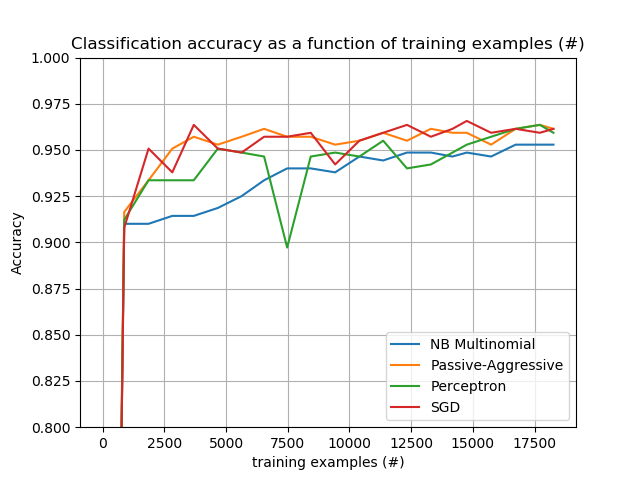 Classification accuracy as a function of training examples (#)
1.000
0.975
0.950
0.925
0.900
0.875
0.850
0.825
0.800
Accuracy
NB Multinomial
Passive-Aggressive
Perceptron
SGD
0 2500 5000 7500 10000 12500 15000 17500
training examples (#)